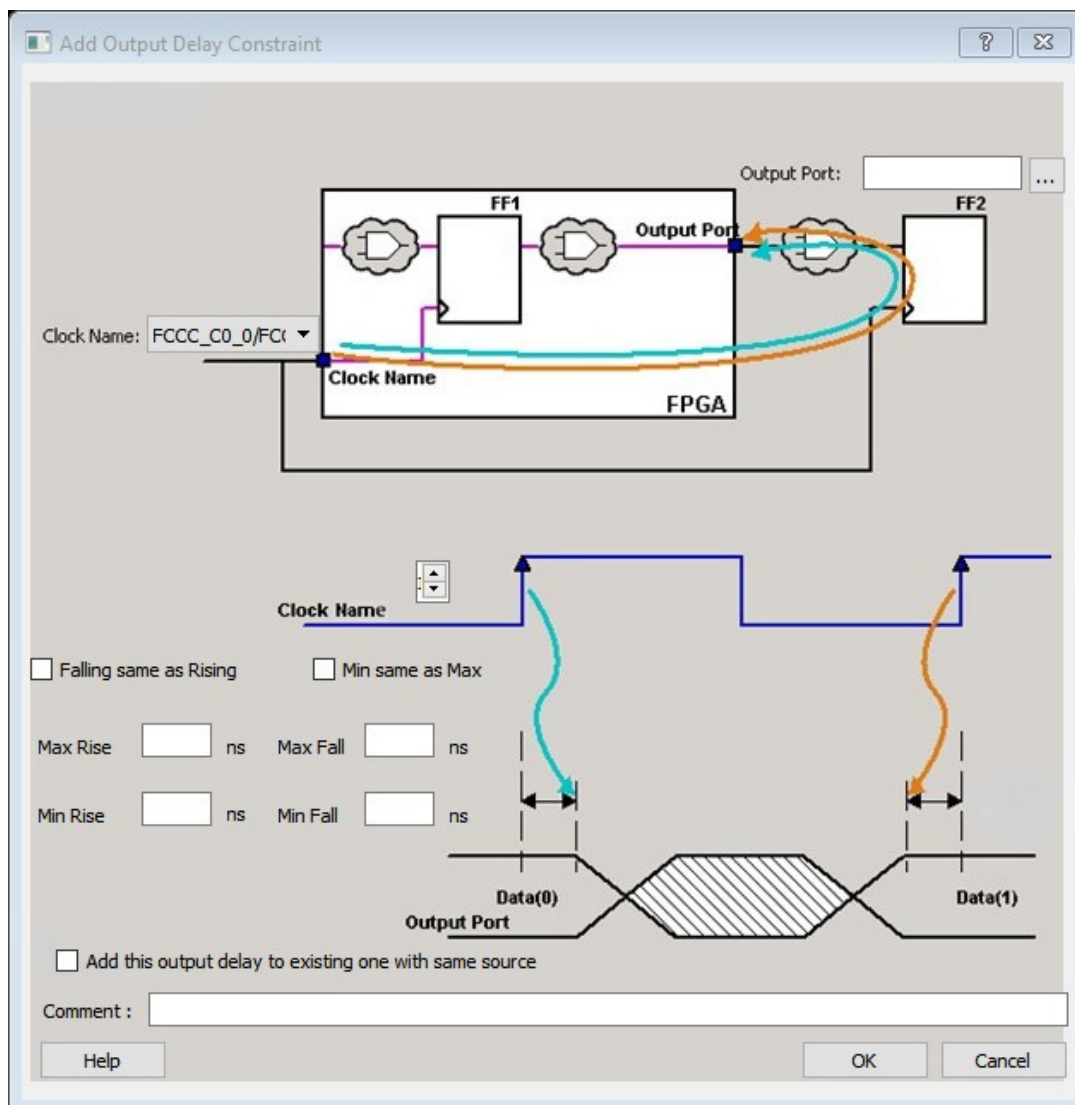 Add Output Delay Constraint
Output Port:
...
FF1
FF2
Output Port
Clock Name:
FCCC_C0_0/FC
Clock Name
FPGA
Clock Name
Falling same as Rising
Min same as Max
Max Rise
ns
Max Fall
ns
Min Rise
ns
Min Fall
ns
Data(0)
Data(1)
Output Port
Add this output delay to existing one with same source
Comment :
Help
OK
Cancel